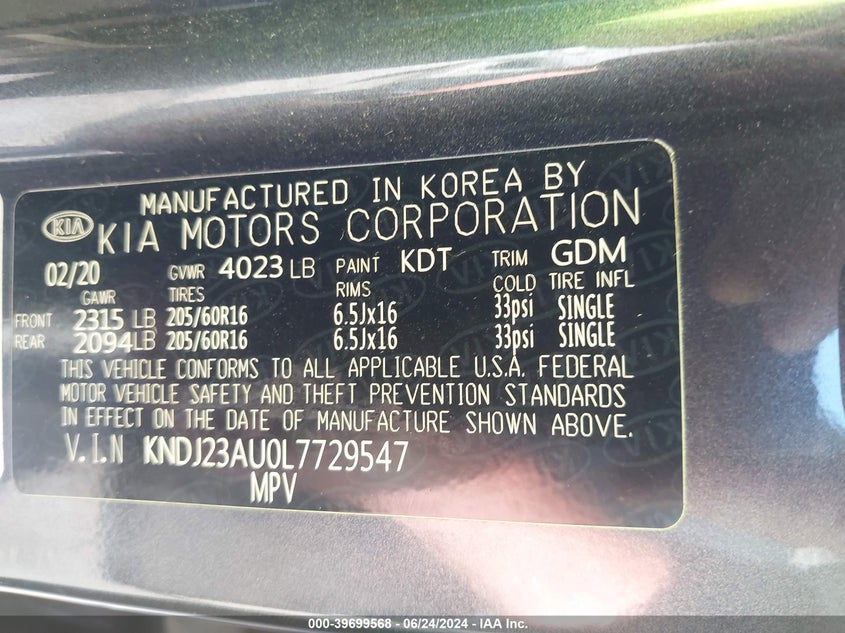 MANUFACTURED IN KOREA BY
KIA KIA MOTORS CORPORATION
02/20 GVWR 4023 LB PAINT KDT TRIM GDM
GAWR TIRES RIMS COLD TIRE INFL
FRONT 2315 LB 205/60R16 6.5Jx16 33psi SINGLE
REAR 2094LB 205/60R16 6.5Jx16 33psi SINGLE
THIS VEHICLE CONFORMS TO ALL APPLICABLE U.S.A. FEDERAL
MOTOR VEHICLE SAFETY AND THEFT PREVENTION STANDARDS
IN EFFECT ON THE DATE OF MANUFACTURE SHOWN ABOVE.
V.I.N KNDJ23AU0L7729547
MPV
000-39699568 - 06/24/2024 - IAA Inc.